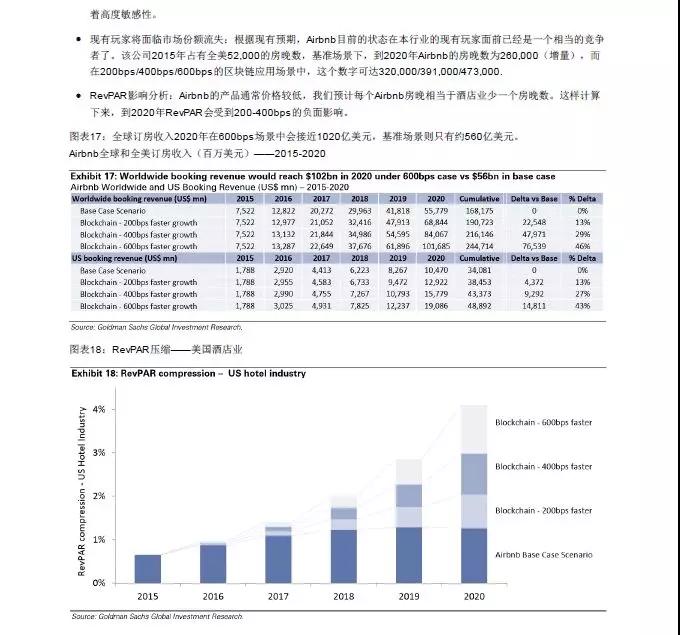 着高度敏感性。
• 现有玩家将面临市场份额流失：根据现有预期，Airbnb目前的状态在本行业的现有玩家面前已经是一个相当的竞争
者了。该公司2015年占有全美52,000的房晚数，基准场景下，到2020年Airbnb的房晚数为260,000（增量），而
在200bps/400bps/600bps的区块链应用场景中，这个数字可达320,000/391,000/473,000.
• RevPAR影响分析：Airbnb的产品通常价格较低，我们预计每个Airbnb房晚相当于酒店业少一个房晚数。这样计算
下来，到2020年RevPAR会受到200-400bps的负面影响。
图表17：全球订房收入2020年在600bps场景中会接近1020亿美元，基准场景则只有约560亿美元。
Airbnb全球和全美订房收入（百万美元）——2015-2020
Exhibit 17: Worldwide booking revenue would reach $102bn in 2020 under 600bps case vs $56bn in base case
Airbnb Worldwide and US Booking Revenue (US$ mn) – 2015-2020
Worldwide booking revenue (US$ mn) 2015 2016 2017 2018 2019 2020 Cumulative Delta vs Base % Delta
Base Case Scenario 7,522 12,822 20,272 29,963 41,818 55,779 168,175 0 0%
Blockchain - 200bps faster growth 7,522 12,977 21,052 32,416 47,913 68,844 190,723 22,548 13%
Blockchain - 400bps faster growth 7,522 13,132 21,844 34,986 54,595 84,067 216,146 47,971 29%
Blockchain - 600bps faster growth 7,522 13,287 22,649 37,676 61,896 101,685 244,714 76,539 46%
US booking revenue (US$ mn) 2015 2016 2017 2018 2019 2020 Cumulative Delta vs Base % Delta
Base Case Scenario 1,788 2,920 4,413 6,223 8,267 10,470 34,081 0 0%
Blockchain - 200bps faster growth 1,788 2,955 4,583 6,733 9,472 12,922 38,453 4,372 13%
Blockchain - 400bps faster growth 1,788 2,990 4,755 7,267 10,793 15,779 43,373 9,292 27%
Blockchain - 600bps faster growth 1,788 3,025 4,931 7,825 12,237 19,086 48,892 14,811 43%
Source: Goldman Sachs Global Investment Research.
图表18：RevPAR压缩——美国酒店业
Exhibit 18: RevPAR compression – US hotel industry
RevPAR compression - US Hotel Industry
4%
3%
2%
1%
0%
Blockchain - 600bps faster
Blockchain - 400bps faster
Blockchain - 200bps faster
Airbnb Base Case Scenario
2015 2016 2017 2018 2019 2020
Source: Goldman Sachs Global Investment Research.